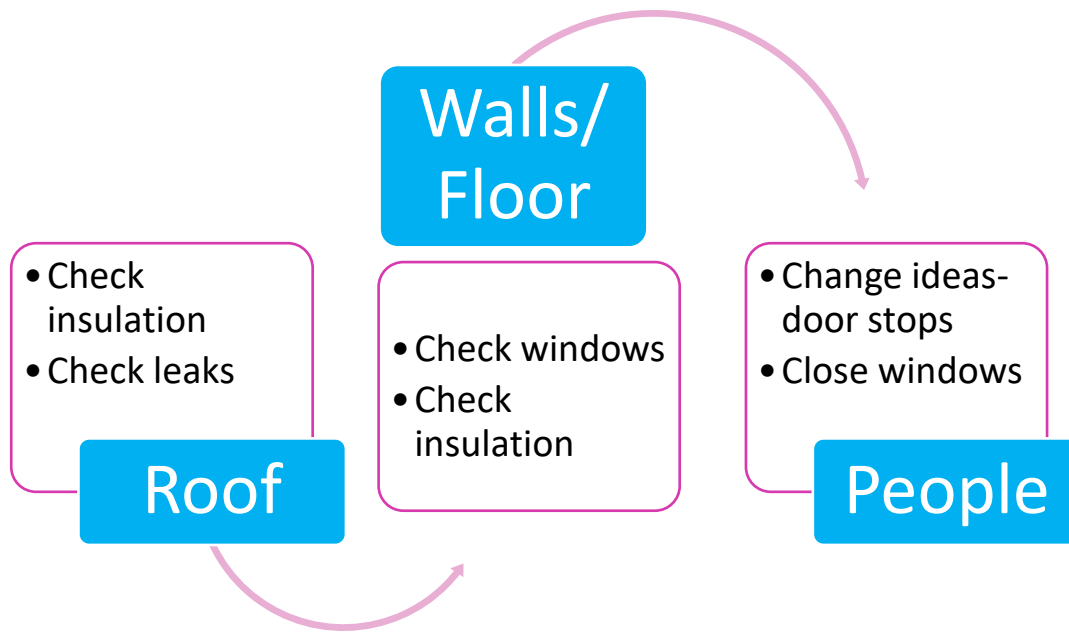 • Check
insulation
• Check leaks
Roof
Walls/
Floor
• Check windows
• Check
insulation
• Change ideas-
door stops
• Close windows
People